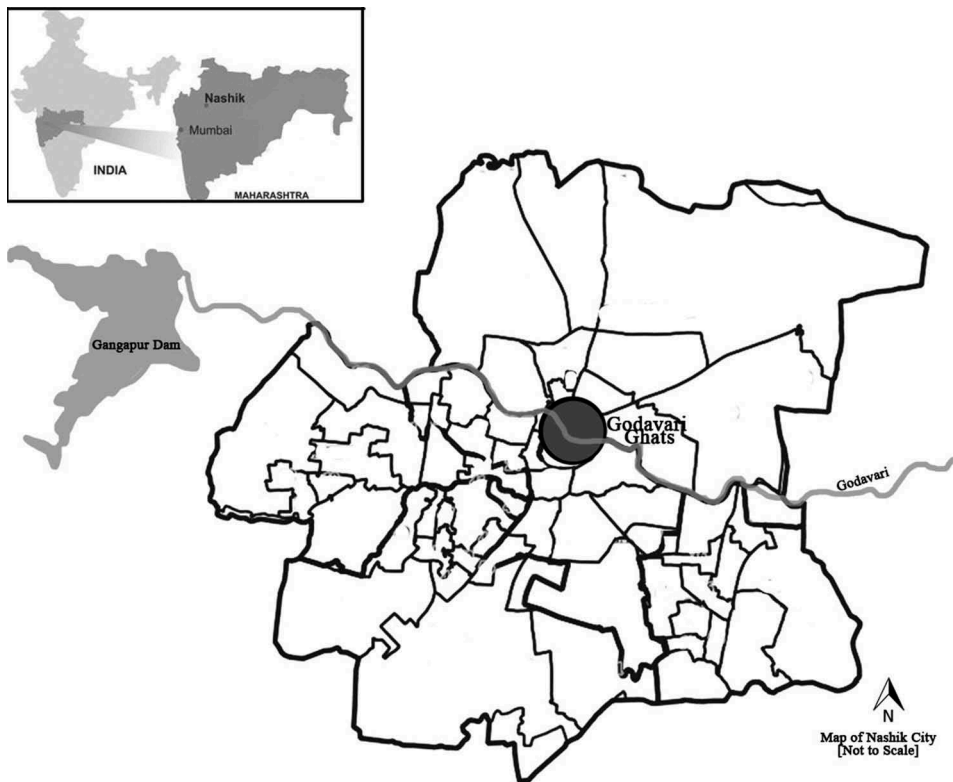 Nashik
Mumbai
INDIA
MAHARASHTRA
Gangapur Dam
Godavari
Ghats
Godavari
N
Map of Nashik City
[Not to Scale]